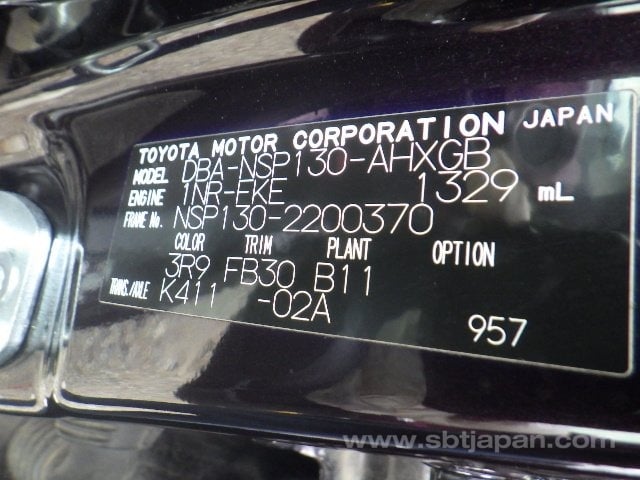 TOYOTA MOTOR CORPORATION JAPAN
MODEL DBA-NSP130-AHXGB
ENGINE 1NR-EKE 1329 mL
FRAME No. NSP130-2200370
COLOR TRIM PLANT OPTION
3R9 FB30 B11
TRANS./AXLE K411 -02A
957
www.sbtjapan.com